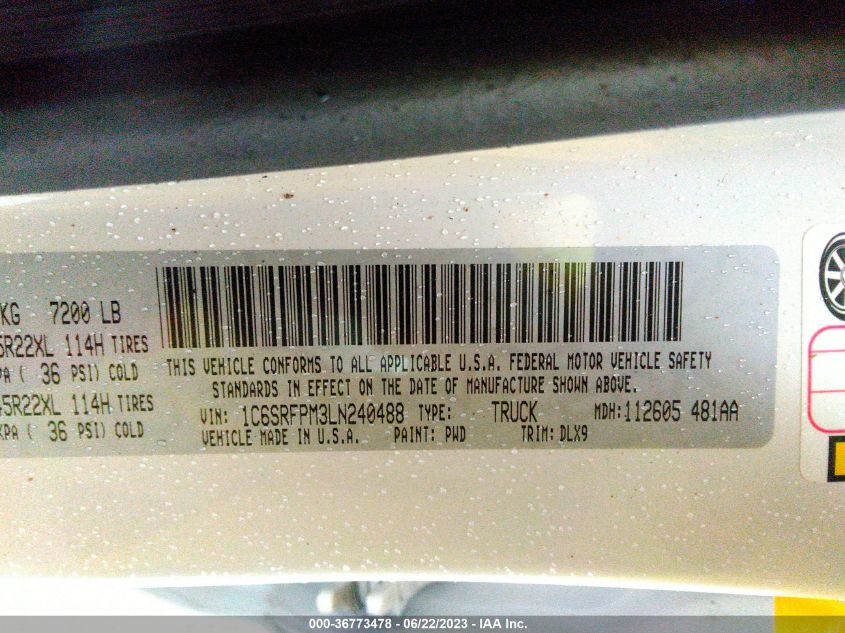 KG 7200 LB
5R22XL 114H TIRES
PA ( 36 PSI) COLD
45R22XL 114H TIRES
KPA ( 36 PSI) COLD
THIS VEHICLE CONFORMS TO ALL APPLICABLE U.S.A. FEDERAL MOTOR VEHICLE SAFETY
STANDARDS IN EFFECT ON THE DATE OF MANUFACTURE SHOWN ABOVE.
VIN: 1C6SRFPM3LN240488 TYPE: TRUCK MDH:112605 481AA
VEHICLE MADE IN U.S.A. PAINT: PWD TRIM: DLX9
000-36773478 - 06/22/2023 - IAA Inc.